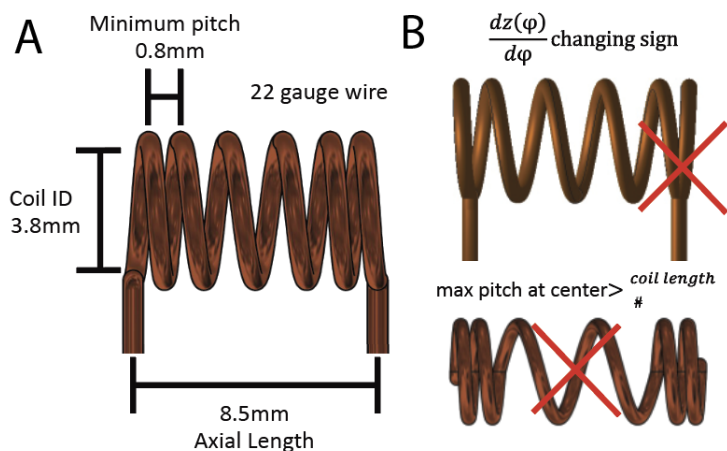 A
Minimum pitch
0.8mm
22 gauge wire
Coil ID
3.8mm
8.5mm
Axial Length
B
dz(φ)
dφ
changing sign
max pitch at center> coil length
#